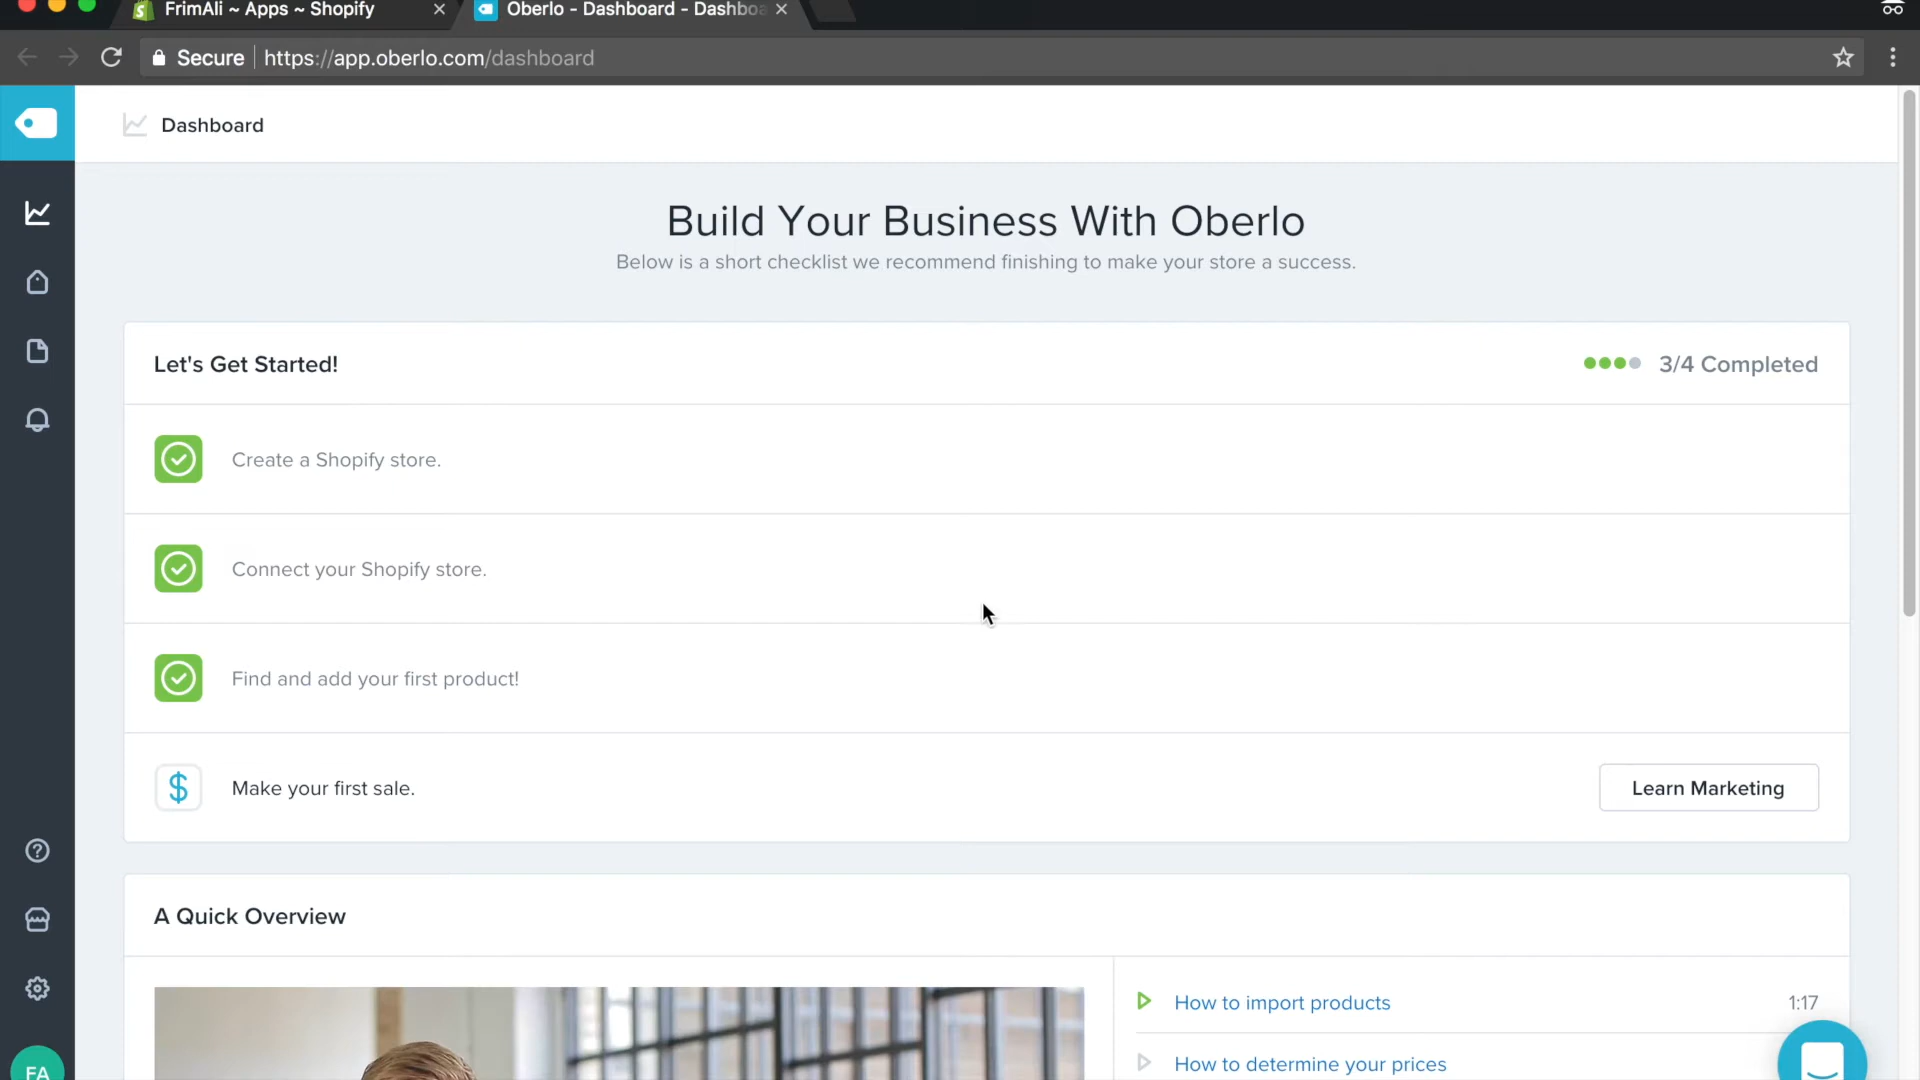 FrimAli ~ Apps ~ Shopify
Oberlo - Dashboard - Dashboa
Secure
https://app.oberlo.com/dashboard
Dashboard
Build Your Business With Oberlo
Below is a short checklist we recommend finishing to make your store a success.
Let's Get Started!
3/4 Completed
Create a Shopify store.
Connect your Shopify store.
Find and add your first product!
$ Make your first sale.
Learn Marketing
A Quick Overview
How to import products
1:17
How to determine your prices
FA